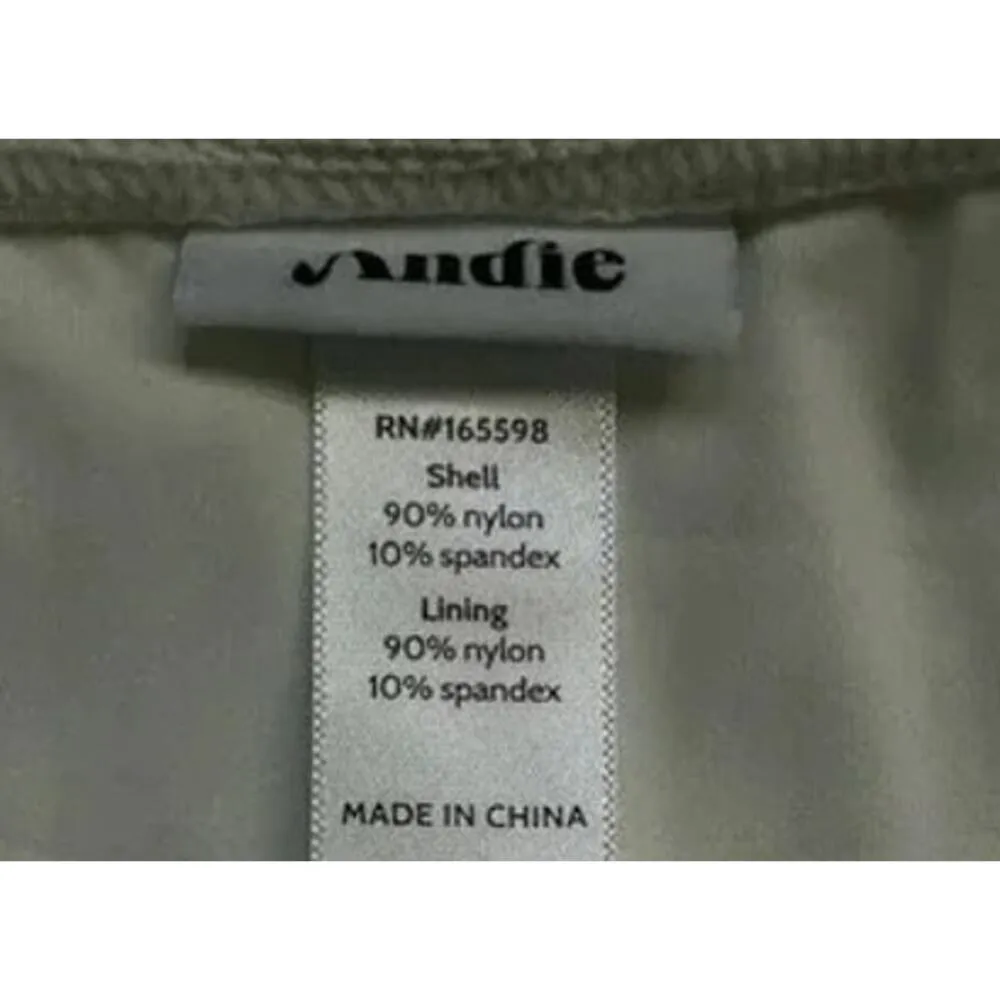 Andie
RN#165598
Shell
90% nylon
10% spandex
Lining
90% nylon
10% spandex
MADE IN CHINA